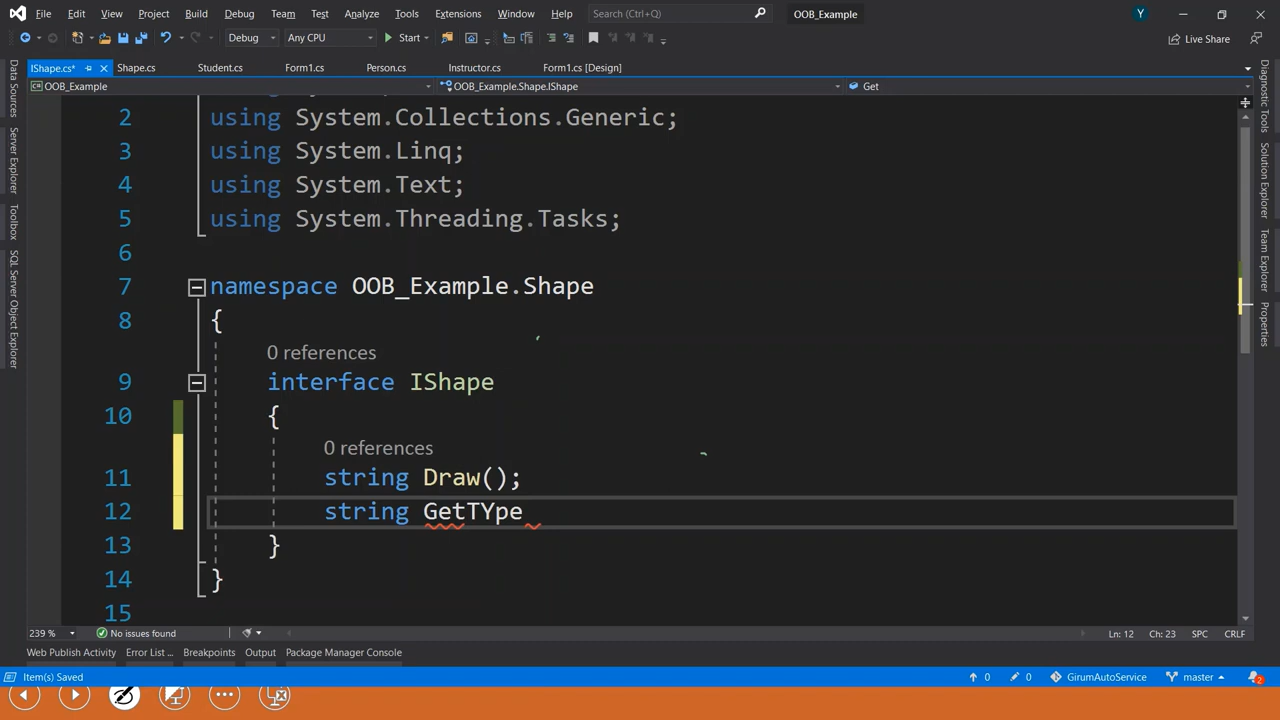 File Edit View Project Build Debug Team Test Analyze Tools Extensions Window Help Search (Ctrl+Q) OOB_Example Y
Debug Any CPU Start Live Share
IShape.cs* Shape.cs Student.cs Form1.cs Person.cs Instructor.cs Form1.cs [Design]
OOB_Example OOB_Example.Shape.IShape Get
2 using System.Collections.Generic;
3 using System.Linq;
4 using System.Text;
5 using System.Threading.Tasks;
6
7 namespace OOB_Example.Shape
8 {
0 references
9 interface IShape
10 {
0 references
11 string Draw();
12 string GetTYpe
13 }
14 }
15
Data Sources
Server Explorer
Toolbox
SQL Server Object Explorer
Diagnostic Tools
Solution Explorer
Team Explorer
Properties
239 % No issues found Ln: 12 Ch: 23 SPC CRLF
Web Publish Activity Error List ... Breakpoints Output Package Manager Console
Item(s) Saved 0 0 GirumAutoService master 2